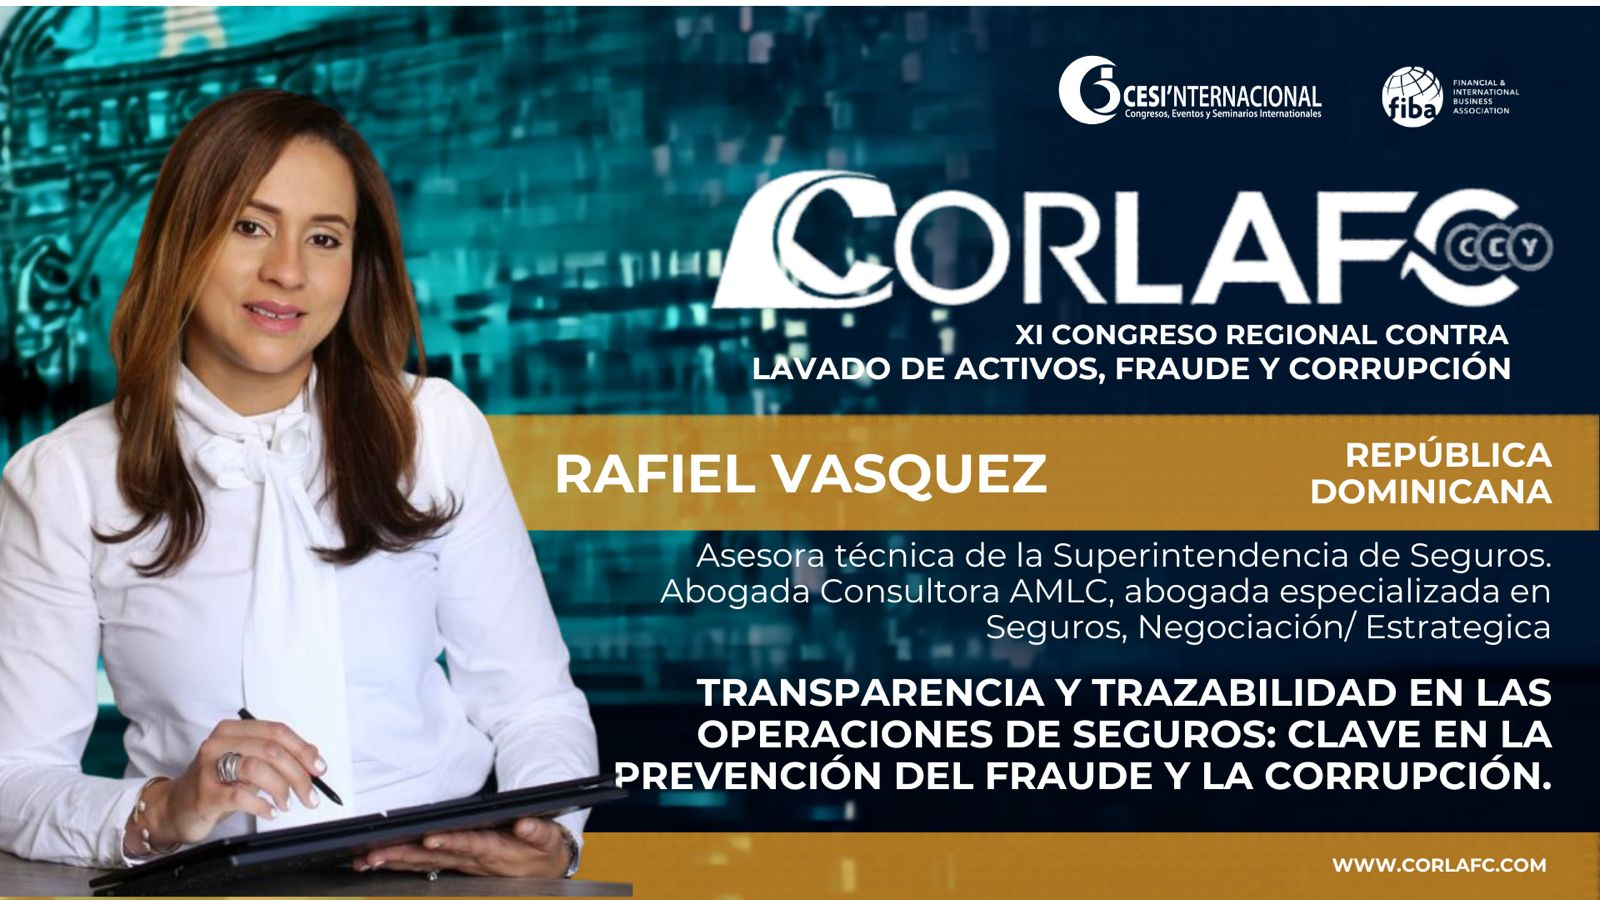 CESI'NTERNACIONAL
Congresos, Eventos y Seminarios Internacionales
fiba
FINANCIAL &
INTERNATIONAL
BUSINESS
ASSOCIATION
CORLAFC
CCY
XI CONGRESO REGIONAL CONTRA
LAVADO DE ACTIVOS, FRAUDE Y CORRUPCIÓN
RAFIEL VASQUEZ
REPÚBLICA
DOMINICANA
Asesora técnica de la Superintendencia de Seguros.
Abogada Consultora AMLC, abogada especializada en
Seguros, Negociación/ Estrategica
TRANSPARENCIA Y TRAZABILIDAD EN LAS
OPERACIONES DE SEGUROS: CLAVE EN LA
PREVENCIÓN DEL FRAUDE Y LA CORRUPCIÓN.
WWW.CORLAFC.COM